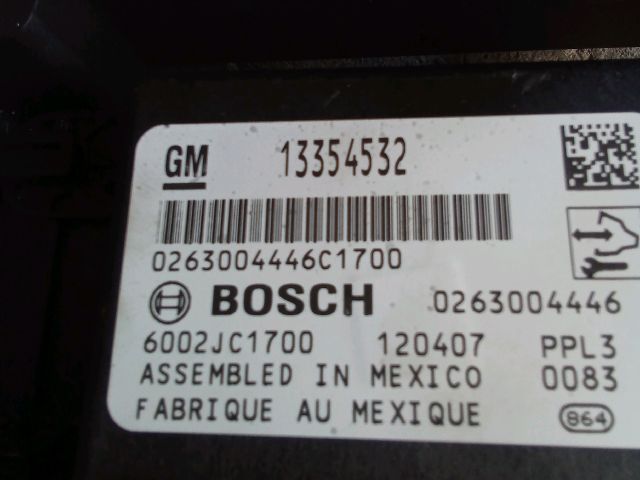 GM 13354532
0263004446C1700
BOSCH 0263004446
6002JC1700 120407 PPL3
ASSEMBLED IN MEXICO 0083
FABRIQUE AU MEXIQUE 864